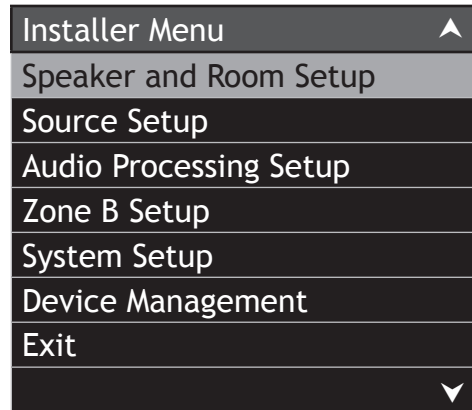 Installer Menu
Speaker and Room Setup
Source Setup
Audio Processing Setup
Zone B Setup
System Setup
Device Management
Exit